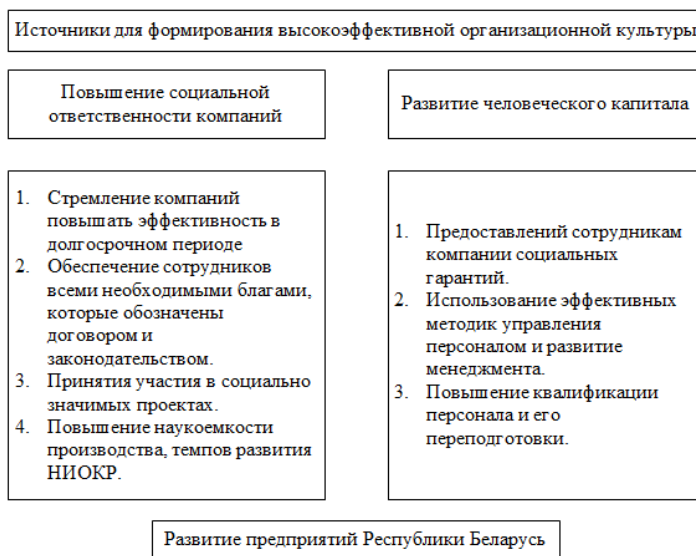 Источники для формирования высокоэффективной организационной культуры
Повышение социальной
ответственности компаний
Развитие человеческого капитала
1. Стремление компаний
повышать эффективность в
долгосрочном периоде
2. Обеспечение сотрудников
всеми необходимыми благами,
которые обозначены
договором и
законодательством.
3. Принятия участия в социально
значимых проектах.
4. Повышение наукоемкости
производства, темпов развития
НИОКР.
1. Предоставлений сотрудникам
компании социальных
гарантий.
2. Использование эффективных
методик управления
персоналом и развитие
менеджмента.
3. Повышение квалификации
персонала и его
переподготовки.
Развитие предприятий Республики Беларусь